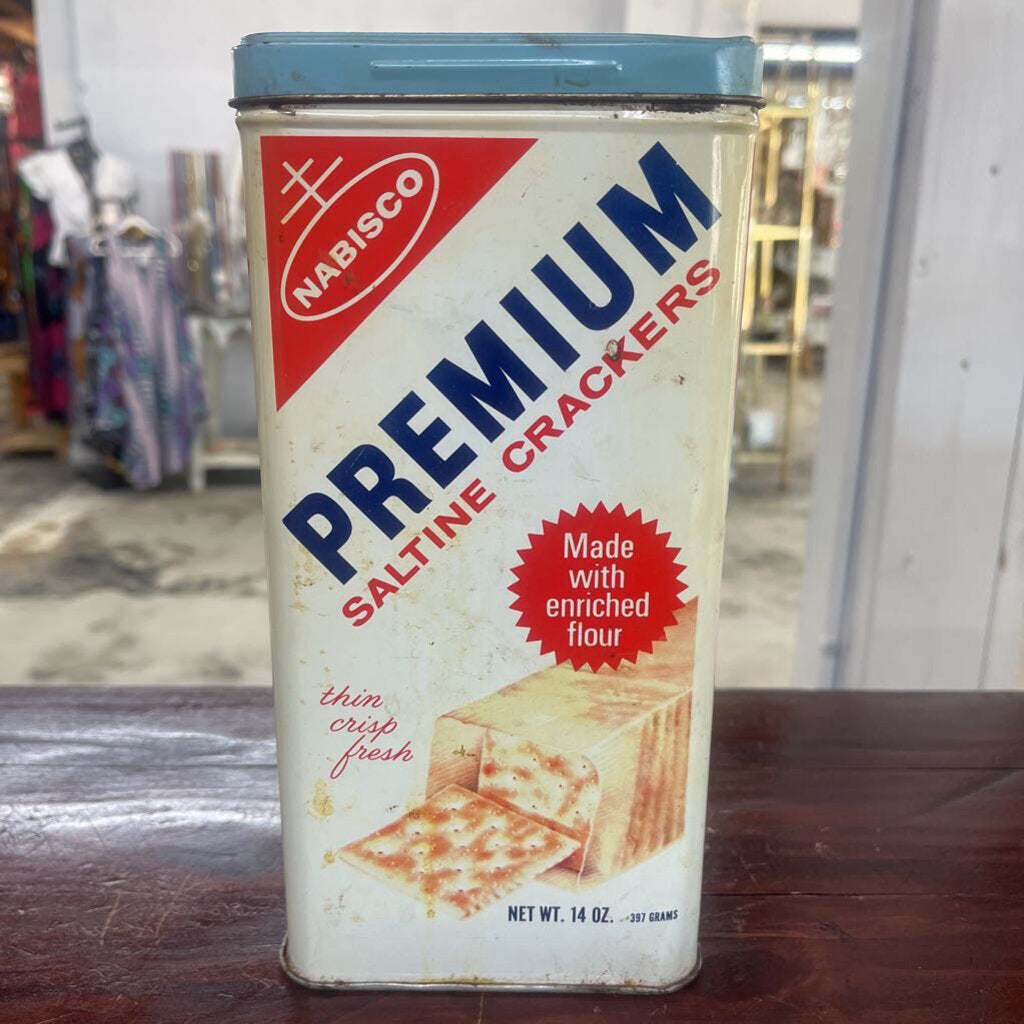 NABISCO
PREMIUM
SALTINE CRACKERS
Made
with
enriched
flour
thin
crisp
fresh
NET WT. 14 OZ. 397 GRAMS